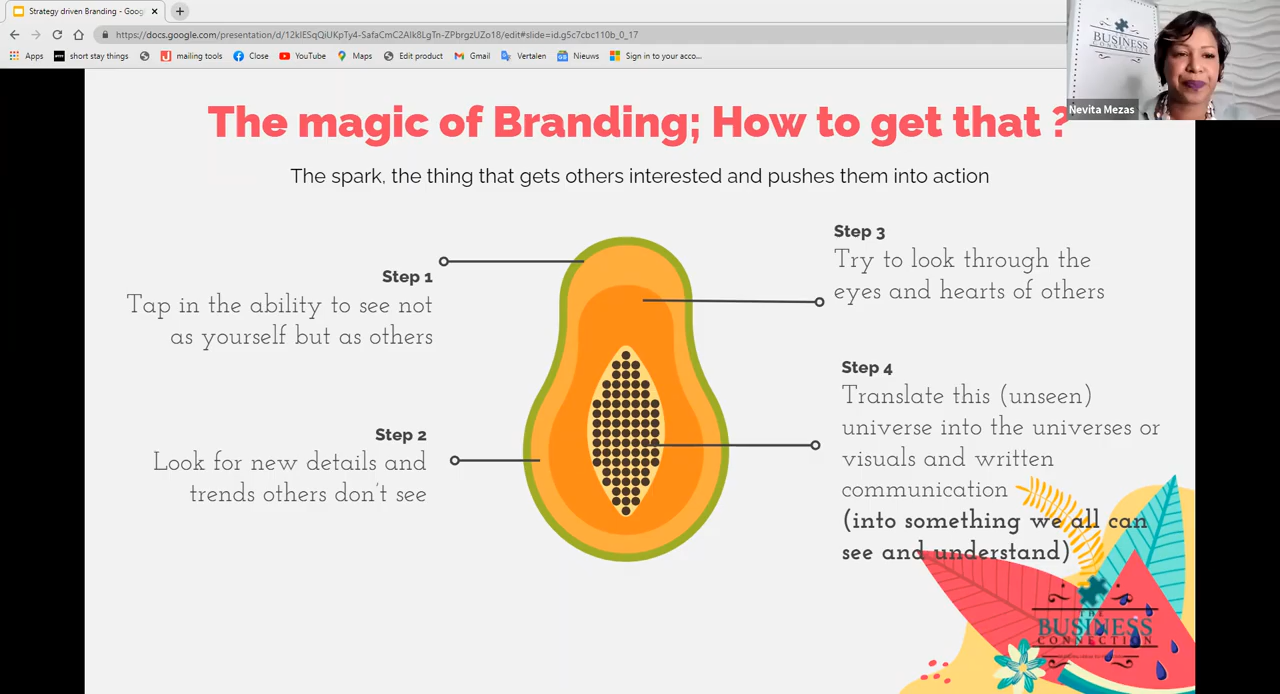 Strategy driven Branding - Googl
https://docs.google.com/presentation/d/12klESqQiUKpTy4-SafaCmC2AIk8LgTn-ZPbrgzUZo18/edit#slide=id.g5c7cbc110b_0_17
Apps short stay things mailing tools Close YouTube Maps Edit product Gmail Vertalen Nieuws Sign in to your acco...
BUSINESS
CONNECTION
Nevita Mezas
The magic of Branding; How to get that ?
The spark, the thing that gets others interested and pushes them into action
Step 1
Tap in the ability to see not
as yourself but as others
Step 2
Look for new details and
trends others don't see
Step 3
Try to look through the
eyes and hearts of others
Step 4
Translate this (unseen)
universe into the universes or
visuals and written
communication
(into something we all can
see and understand)
THE
BUSINESS
CONNECTION